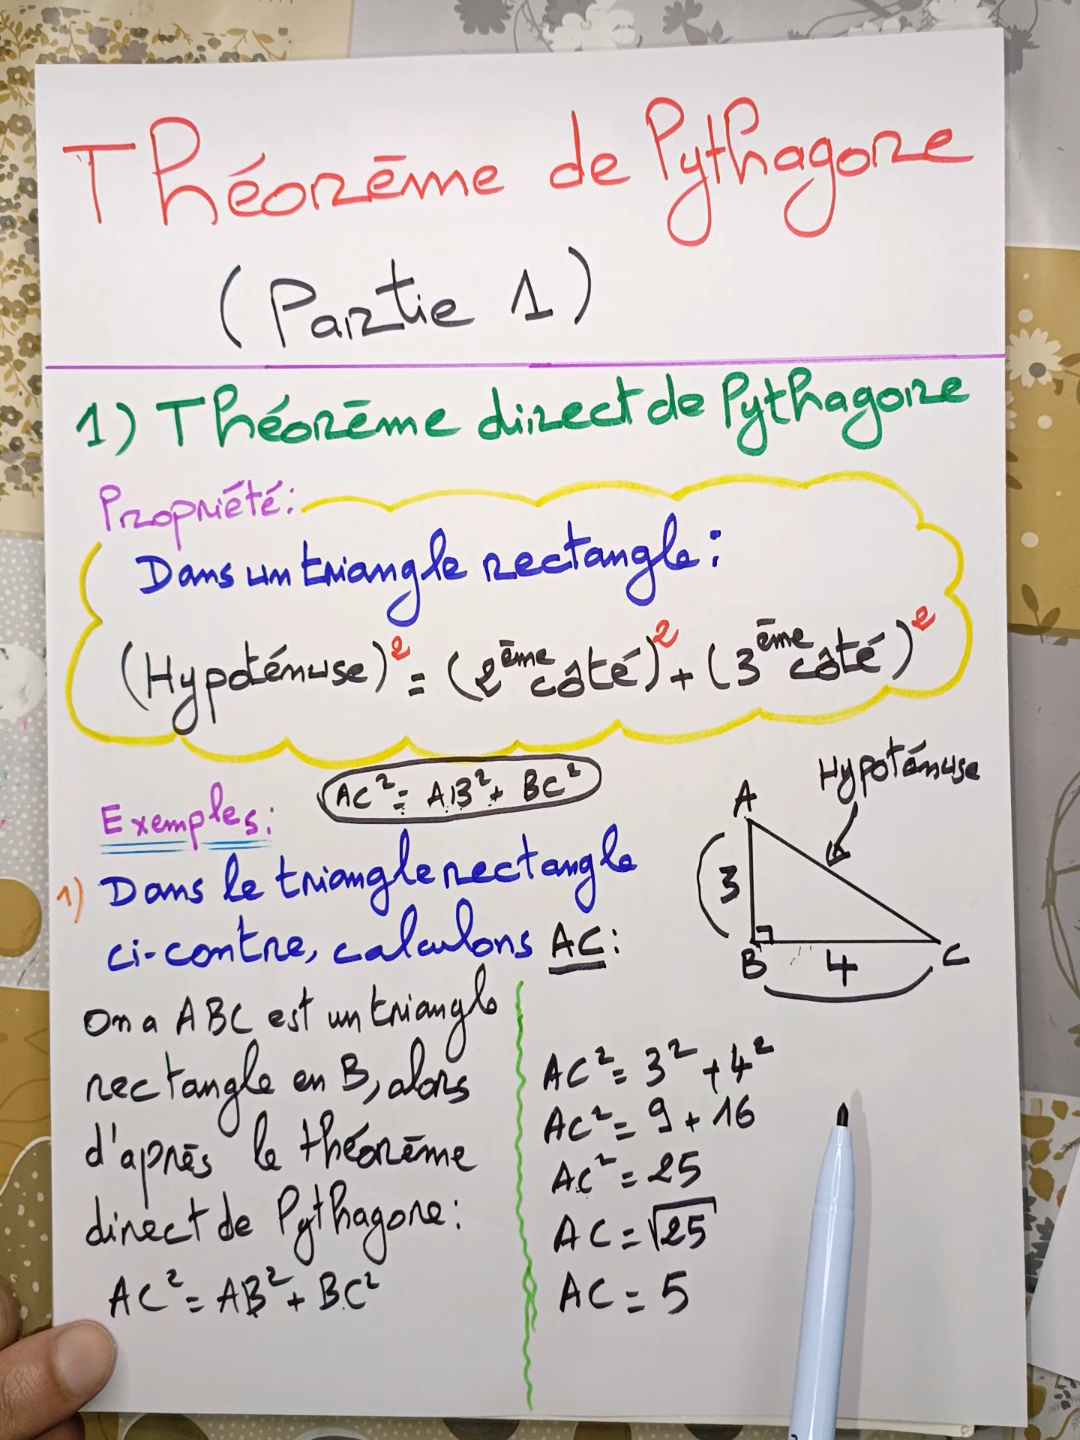 Théorème de Pythagore
(Partie 1)
1) Théorème direct de Pythagore
Propriété:
Dans un triangle rectangle:
(Hypoténuse)² = (2ème côté)² + (3ème côté)²
Exemples:
AC² = AB² + BC²
1) Dans le triangle rectangle
ci-contre, calculons AC:
Hypoténuse
A
3
B
4
C
On a ABC est un triangle
rectangle en B, alors
d'après le théorème
direct de Pythagore:
AC² = AB² + BC²
AC² = 3² + 4²
AC² = 9 + 16
AC² = 25
AC = √25
AC = 5